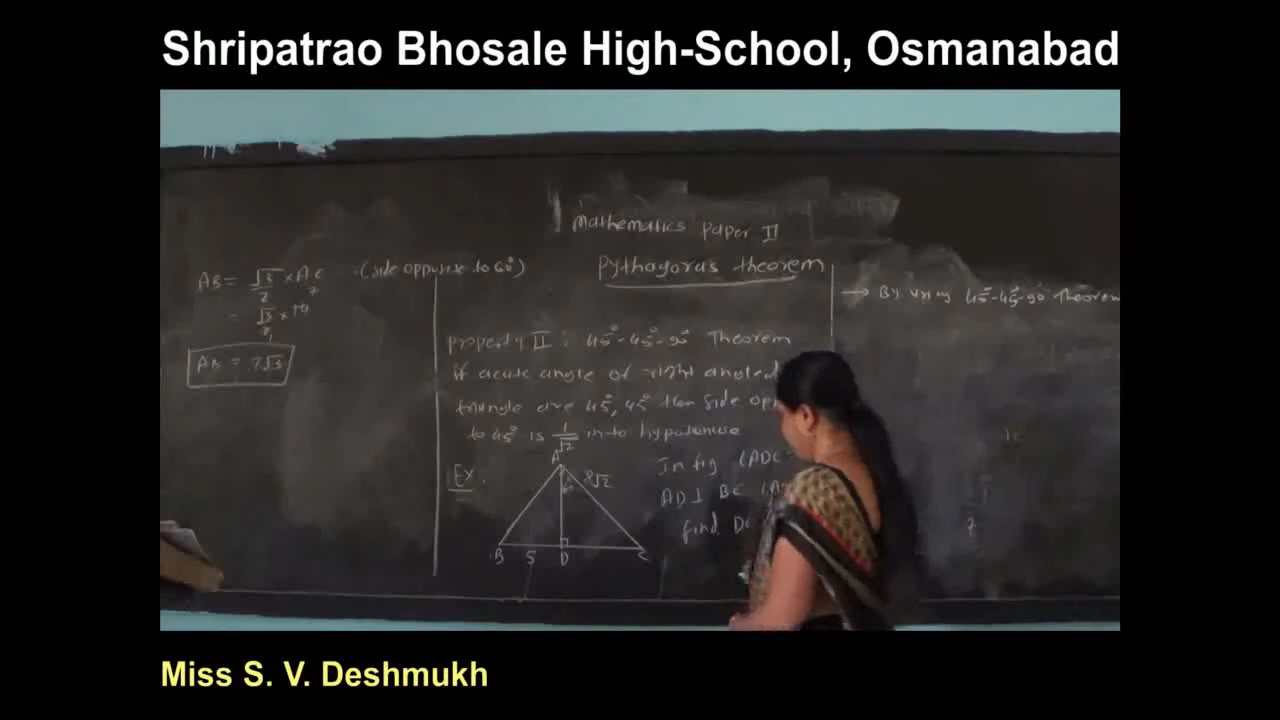 Shripatrao Bhosale High-School, Osmanabad
Mathematics paper II
pythagoras theorem
AB = √3/2 × AC (side opposite to 60°)
= √3/2 ×
AB = 7√3
property II : 45°-45°-90° Theorem
if acute angle of right angled
triangle are 45°, 45° then side opp
to 45° is 1/√2 into hypotenuse
Ex.
A
8√2
B 5 D C
In fig ∠ADC
AD ⊥ BC
find DC
→ By using 45°-45°-90° Theorem
Miss S. V. Deshmukh